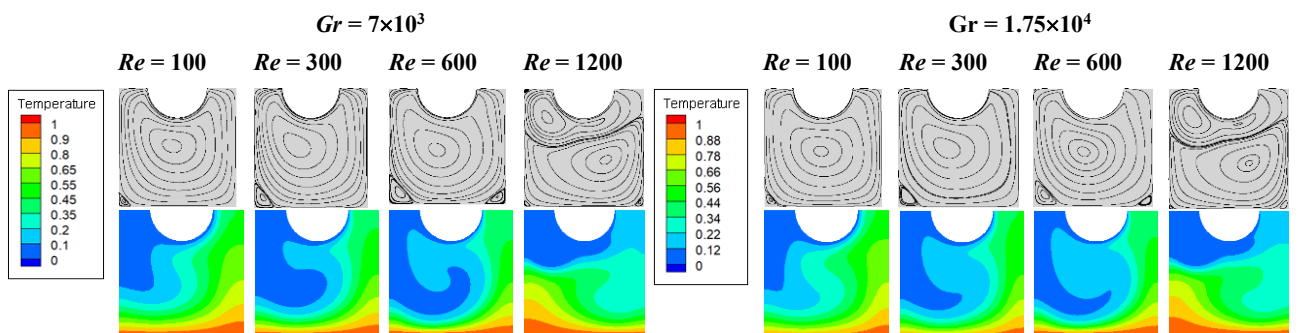 Gr = 7×10³
Gr = 1.75×10⁴
Re = 100
Re = 300
Re = 600
Re = 1200
Re = 100
Re = 300
Re = 600
Re = 1200
Temperature
1
0.9
0.8
0.65
0.55
0.45
0.35
0.2
0.1
0
Temperature
1
0.88
0.78
0.66
0.56
0.44
0.34
0.22
0.12
0